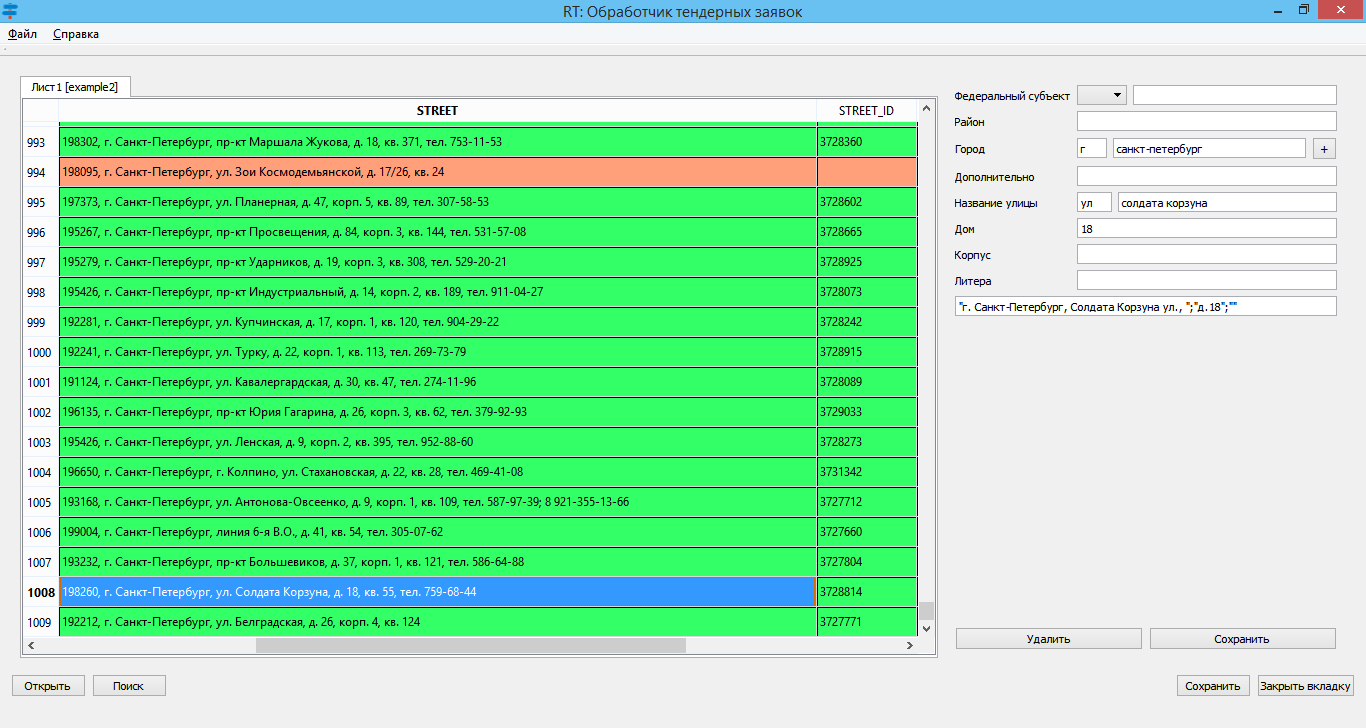 RT: Обработчик тендерных заявок
Файл Справка
Лист1 [example2]
STREET STREET_ID
993 198302, г. Санкт-Петербург, пр-кт Маршала Жукова, д. 18, кв. 371, тел. 753-11-53 3728360
994 198095, г. Санкт-Петербург, ул. Зои Космодемьянской, д. 17/26, кв. 24
995 197373, г. Санкт-Петербург, ул. Планерная, д. 47, корп. 5, кв. 89, тел. 307-58-53 3728602
996 195267, г. Санкт-Петербург, пр-кт Просвещения, д. 84, корп. 3, кв. 144, тел. 531-57-08 3728665
997 195279, г. Санкт-Петербург, пр-кт Ударников, д. 19, корп. 3, кв. 308, тел. 529-20-21 3728925
998 195426, г. Санкт-Петербург, пр-кт Индустриальный, д. 14, корп. 2, кв. 189, тел. 911-04-27 3728073
999 192281, г. Санкт-Петербург, ул. Купчинская, д. 17, корп. 1, кв. 120, тел. 904-29-22 3728242
1000 192241, г. Санкт-Петербург, ул. Турку, д. 22, корп. 1, кв. 113, тел. 269-73-79 3728915
1001 191124, г. Санкт-Петербург, ул. Кавалергардская, д. 30, кв. 47, тел. 274-11-96 3728089
1002 196135, г. Санкт-Петербург, пр-кт Юрия Гагарина, д. 26, корп. 3, кв. 62, тел. 379-92-93 3729033
1003 195426, г. Санкт-Петербург, ул. Ленская, д. 9, корп. 2, кв. 395, тел. 952-88-60 3728273
1004 196650, г. Санкт-Петербург, г. Колпино, ул. Стахановская, д. 22, кв. 28, тел. 469-41-08 3731342
1005 193168, г. Санкт-Петербург, ул. Антонова-Овсеенко, д. 9, корп. 1, кв. 109, тел. 587-97-39; 8 921-355-13-66 3727712
1006 199004, г. Санкт-Петербург, линия 6-я В.О., д. 41, кв. 54, тел. 305-07-62 3727660
1007 193232, г. Санкт-Петербург, пр-кт Большевиков, д. 37, корп. 1, кв. 121, тел. 586-64-88 3727804
1008 198260, г. Санкт-Петербург, ул. Солдата Корзуна, д. 18, кв. 55, тел. 759-68-44 3728814
1009 192212, г. Санкт-Петербург, ул. Белградская, д. 26, корп. 4, кв. 124 3727771
Федеральный субъект
Район
Город г санкт-петербург +
Дополнительно
Название улицы ул солдата корзуна
Дом 18
Корпус
Литера
"г. Санкт-Петербург, Солдата Корзуна ул., ";"д.18";""
Удалить Сохранить
Открыть Поиск Сохранить Закрыть вкладку